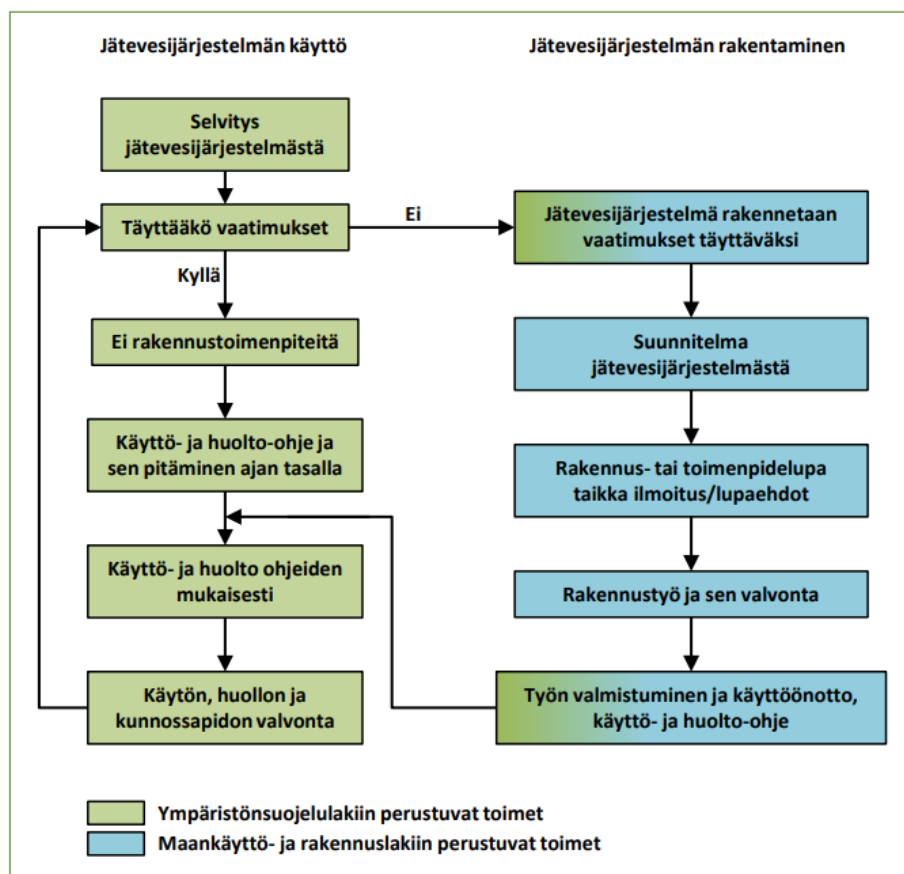 Jätevesijärjestelmän käyttö
Selvitys
jätevesijärjestelmästä
Täyttääkö vaatimukset
Ei
Kyllä
Ei rakennustoimenpiteitä
Käyttö- ja huolto-ohje ja
sen pitäminen ajan tasalla
Käyttö- ja huolto ohjeiden
mukaisesti
Käytön, huollon ja
kunnossapidon valvonta
Jätevesijärjestelmän rakentaminen
Jätevesijärjestelmä rakennetaan
vaatimukset täyttäväksi
Suunnitelma
jätevesijärjestelmästä
Rakennus- tai toimenpidelupa
taikka ilmoitus/lupaehdot
Rakennustyö ja sen valvonta
Työn valmistuminen ja käyttöönotto,
käyttö- ja huolto-ohje
Ympäristönsuojelulakiin perustuvat toimet
Maankäyttö- ja rakennuslakiin perustuvat toimet